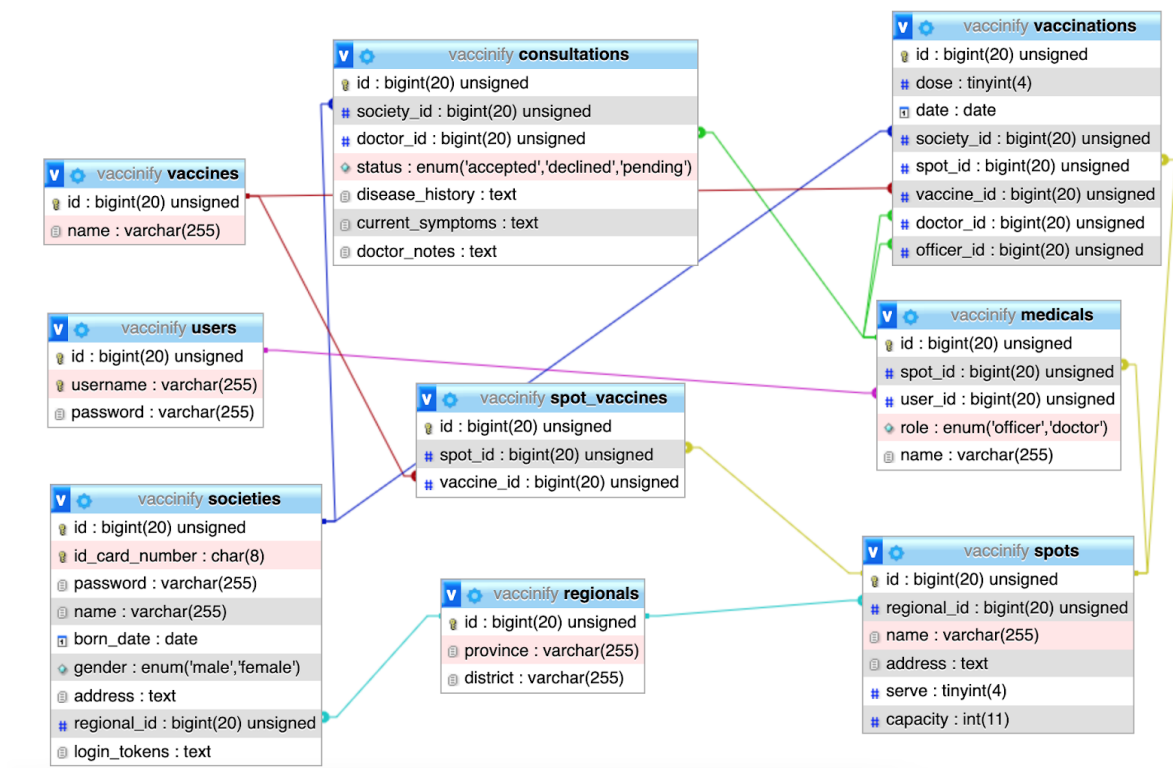 vaccinify consultations
id : bigint(20) unsigned
society_id : bigint(20) unsigned
doctor_id : bigint(20) unsigned
status : enum('accepted','declined','pending')
disease_history : text
current_symptoms : text
doctor_notes : text
vaccinify vaccinations
id : bigint(20) unsigned
dose : tinyint(4)
date : date
society_id : bigint(20) unsigned
spot_id : bigint(20) unsigned
vaccine_id : bigint(20) unsigned
doctor_id : bigint(20) unsigned
officer_id : bigint(20) unsigned
vaccinify vaccines
id : bigint(20) unsigned
name : varchar(255)
vaccinify users
id : bigint(20) unsigned
username : varchar(255)
password : varchar(255)
vaccinify medicals
id : bigint(20) unsigned
spot_id : bigint(20) unsigned
user_id : bigint(20) unsigned
role : enum('officer','doctor')
name : varchar(255)
vaccinify spot_vaccines
id : bigint(20) unsigned
spot_id : bigint(20) unsigned
vaccine_id : bigint(20) unsigned
vaccinify societies
id : bigint(20) unsigned
id_card_number : char(8)
password : varchar(255)
name : varchar(255)
born_date : date
gender : enum('male','female')
address : text
regional_id : bigint(20) unsigned
login_tokens : text
vaccinify regionals
id : bigint(20) unsigned
province : varchar(255)
district : varchar(255)
vaccinify spots
id : bigint(20) unsigned
regional_id : bigint(20) unsigned
name : varchar(255)
address : text
serve : tinyint(4)
capacity : int(11)